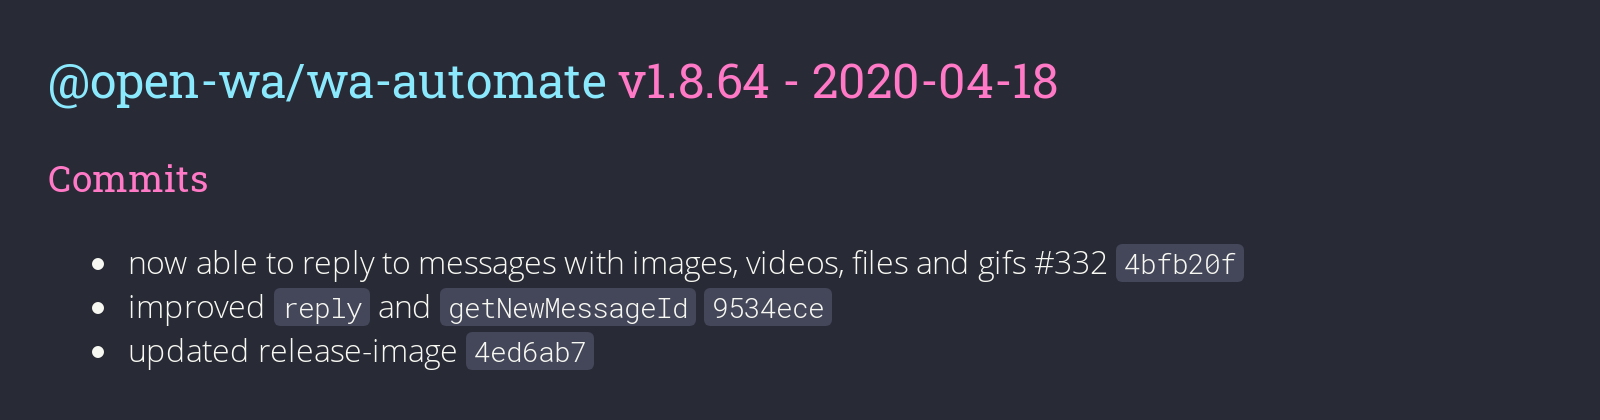 @open-wa/wa-automate v1.8.64 - 2020-04-18
Commits
now able to reply to messages with images, videos, files and gifs #332 4bfb20f
improved reply and getNewMessageId 9534ece
updated release-image 4ed6ab7